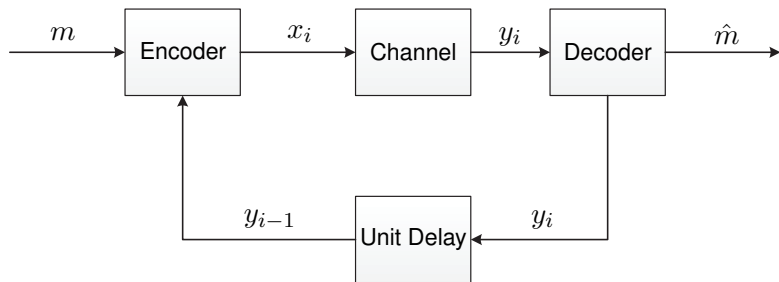 m
Encoder
x_i
Channel
y_i
Decoder
m̂
y_{i−1}
Unit Delay
y_i